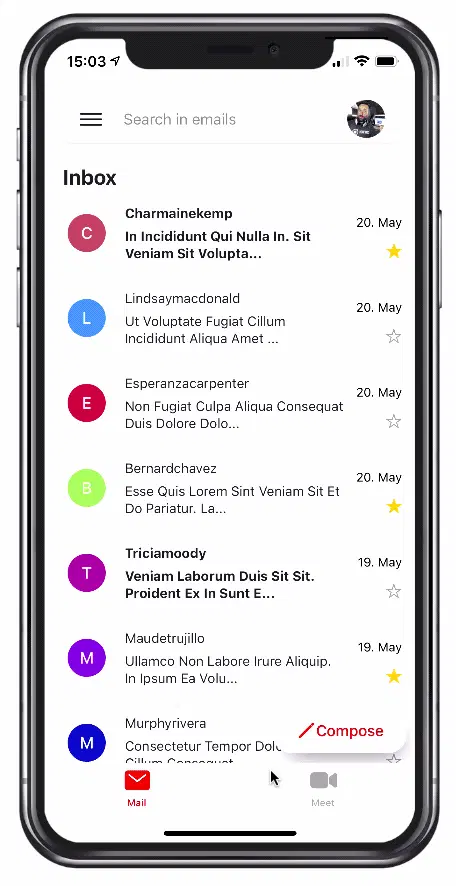 15:03
Search in emails
Inbox
Charmainekemp
20. May
C
In Incididunt Qui Nulla In. Sit
Veniam Sit Volupta...
Lindsaymacdonald
20. May
L
Ut Voluptate Fugiat Cillum
Incididunt Aliqua Amet ...
Esperanzacarpenter
20. May
E
Non Fugiat Culpa Aliqua Consequat
Duis Dolore Dolo...
Bernardchavez
20. May
B
Esse Quis Lorem Sint Veniam Sit Et
Do Pariatur. La...
Triciamoody
19. May
T
Veniam Laborum Duis Sit Sit.
Proident Ex In Sunt E...
Maudetrujillo
19. May
M
Ullamco Non Labore Irure Aliquip.
In Ipsum Ea Volu...
Murphyrivera
M
Consectetur Tempor
Compose
Mail
Meet